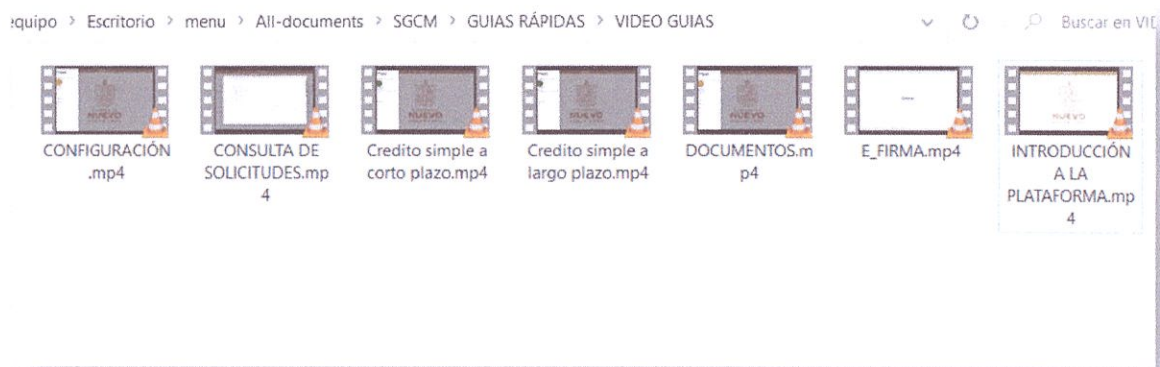 equipo > Escritorio > menu > All-documents > SGCM > GUIAS RÁPIDAS > VIDEO GUIAS
Buscar en VID
CONFIGURACIÓN
.mp4
CONSULTA DE
SOLICITUDES.mp
4
Credito simple a
corto plazo.mp4
Credito simple a
largo plazo.mp4
DOCUMENTOS.m
p4
E_FIRMA.mp4
INTRODUCCIÓN
A LA
PLATAFORMA.mp
4